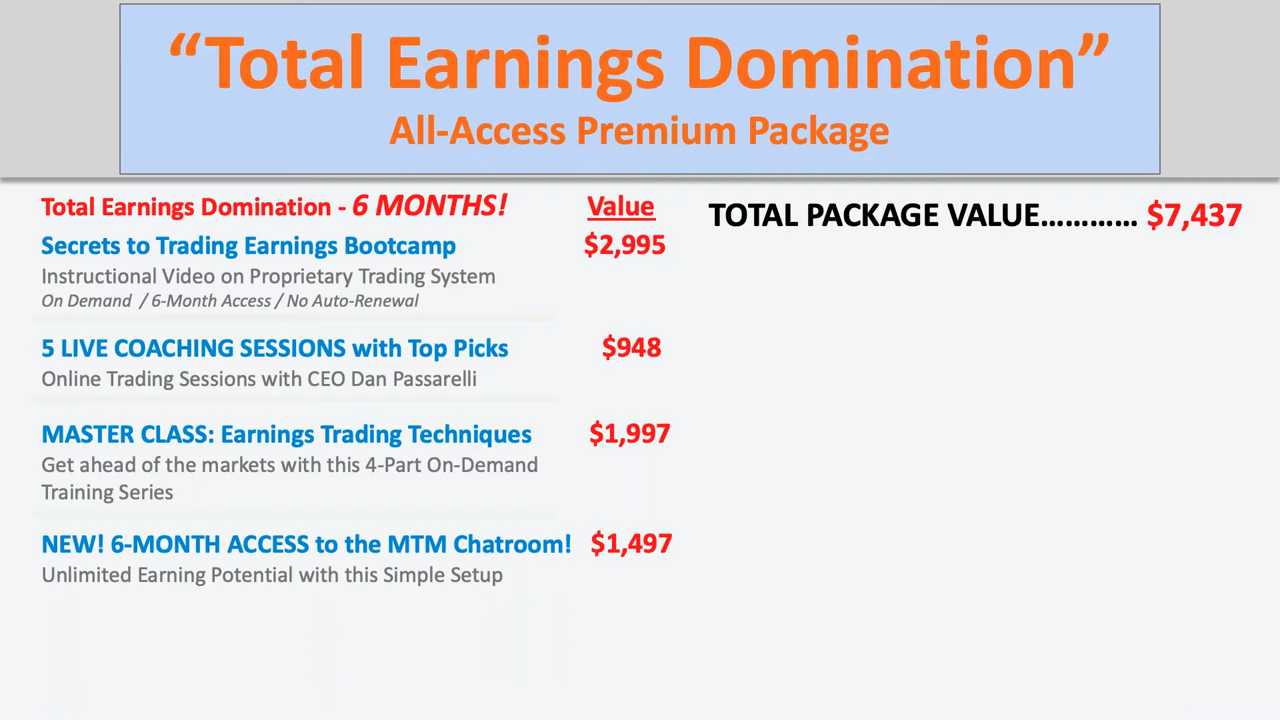 “Total Earnings Domination”
All-Access Premium Package
Total Earnings Domination - 6 MONTHS! Value
Secrets to Trading Earnings Bootcamp $2,995
Instructional Video on Proprietary Trading System
On Demand / 6-Month Access / No Auto-Renewal
5 LIVE COACHING SESSIONS with Top Picks $948
Online Trading Sessions with CEO Dan Passarelli
MASTER CLASS: Earnings Trading Techniques $1,997
Get ahead of the markets with this 4-Part On-Demand
Training Series
NEW! 6-MONTH ACCESS to the MTM Chatroom! $1,497
Unlimited Earning Potential with this Simple Setup
TOTAL PACKAGE VALUE………… $7,437